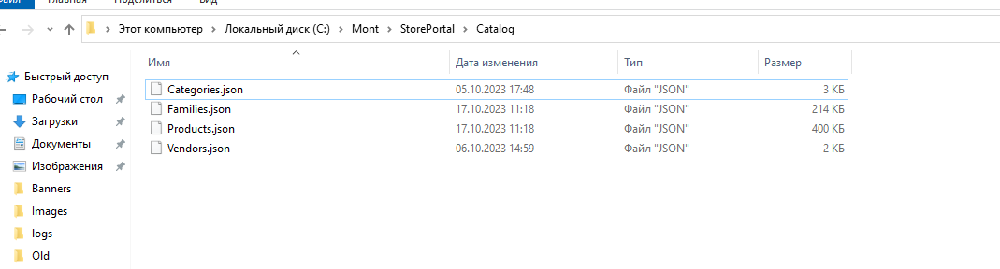 Файл Главная Поделиться Вид
Этот компьютер Локальный диск (C:) Mont StorePortal Catalog
Имя Дата изменения Тип Размер
Быстрый доступ
Рабочий стол
Загрузки
Документы
Изображения
Banners
Images
logs
Old
Categories.json 05.10.2023 17:48 Файл "JSON" 3 КБ
Families.json 17.10.2023 11:18 Файл "JSON" 214 КБ
Products.json 17.10.2023 11:18 Файл "JSON" 400 КБ
Vendors.json 06.10.2023 14:59 Файл "JSON" 2 КБ